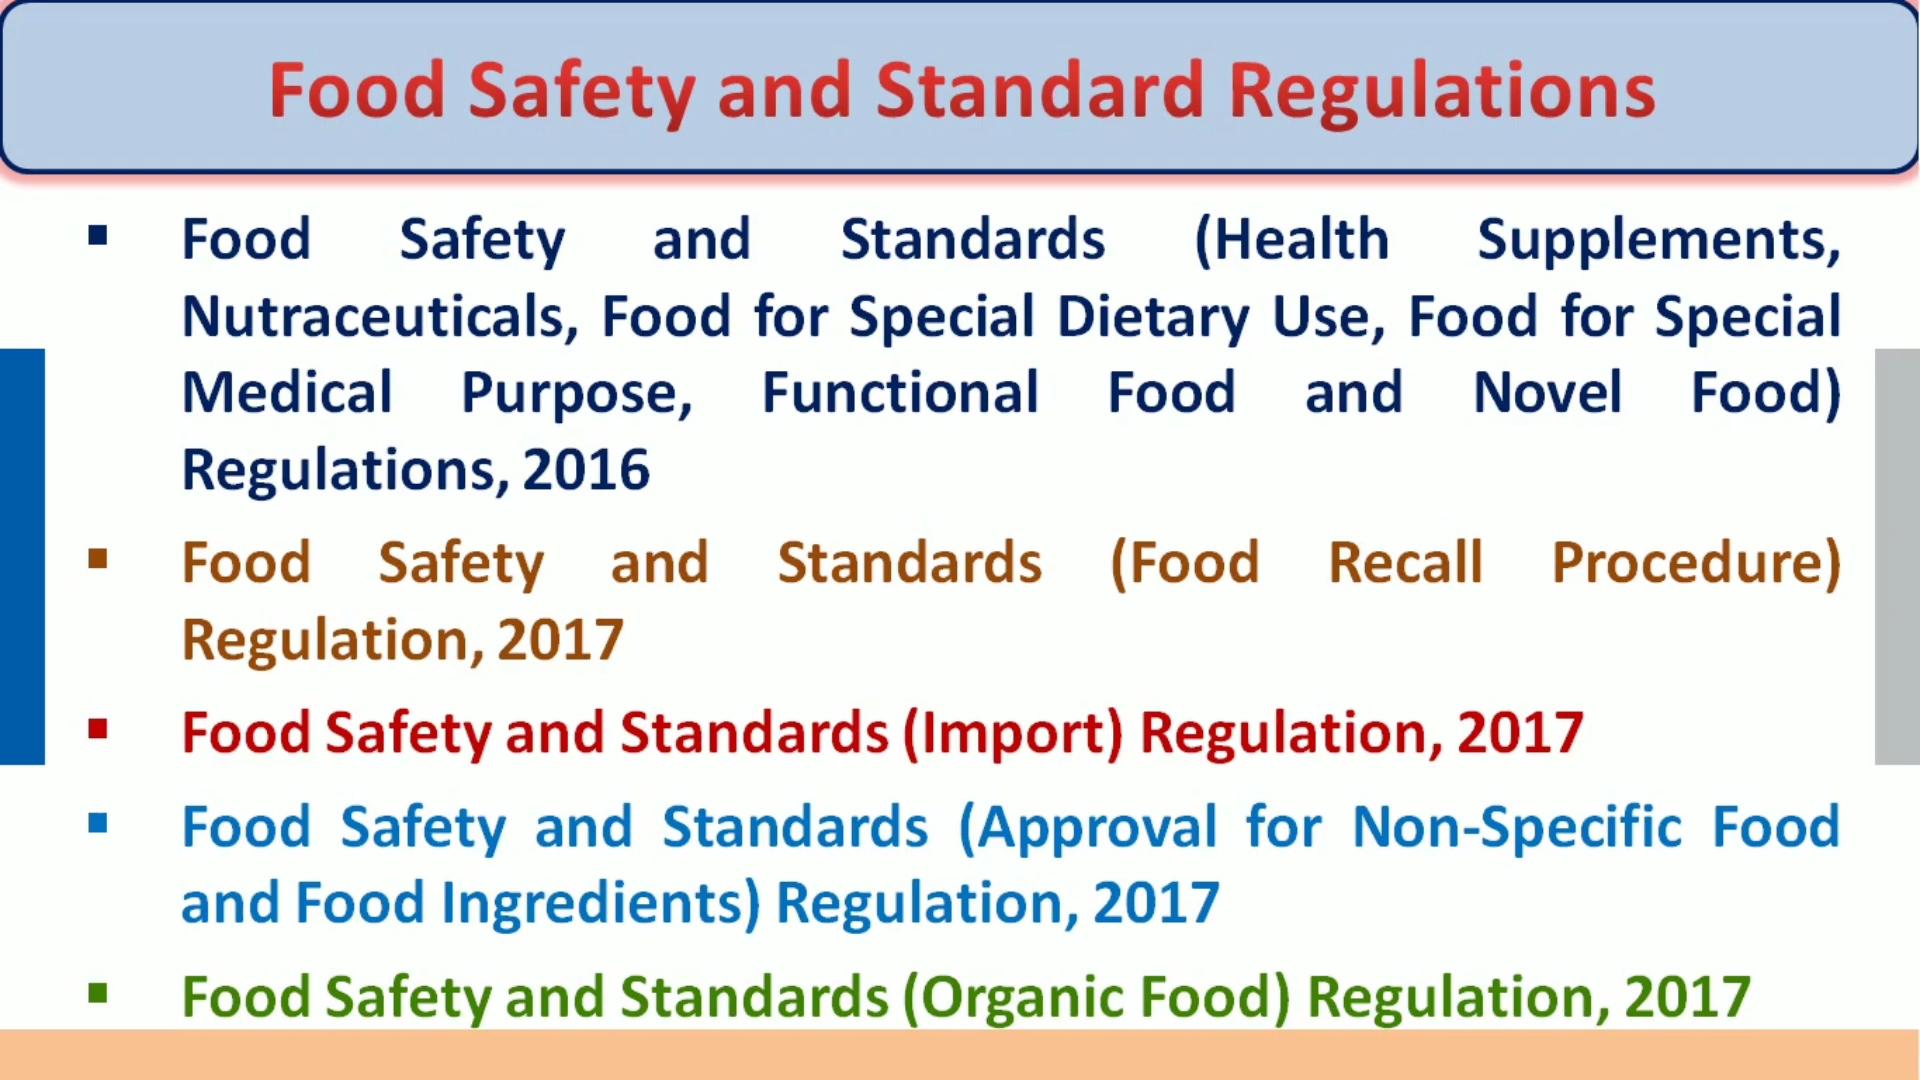 Food Safety and Standard Regulations
▪ Food Safety and Standards (Health Supplements,
Nutraceuticals, Food for Special Dietary Use, Food for Special
Medical Purpose, Functional Food and Novel Food)
Regulations, 2016
▪ Food Safety and Standards (Food Recall Procedure)
Regulation, 2017
▪ Food Safety and Standards (Import) Regulation, 2017
▪ Food Safety and Standards (Approval for Non-Specific Food
and Food Ingredients) Regulation, 2017
▪ Food Safety and Standards (Organic Food) Regulation, 2017